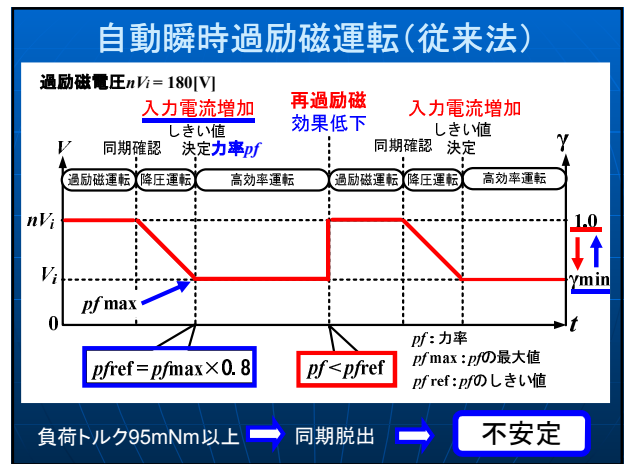 自動瞬時過励磁運転(従来法)
過励磁電圧nVi = 180[V]
入力電流増加
しきい値
同期確認 決定力率pf
再過励磁
効果低下
入力電流増加
しきい値
同期確認 決定
V
γ
過励磁運転 降圧運転 高効率運転 過励磁運転 降圧運転 高効率運転
nVi
1.0
Vi
γmin
pf max
0
t
pfref=pfmax×0.8
pf<pfref
pf:力率
pf max:pfの最大値
pf ref:pfのしきい値
負荷トルク95mNm以上 同期脱出 不安定